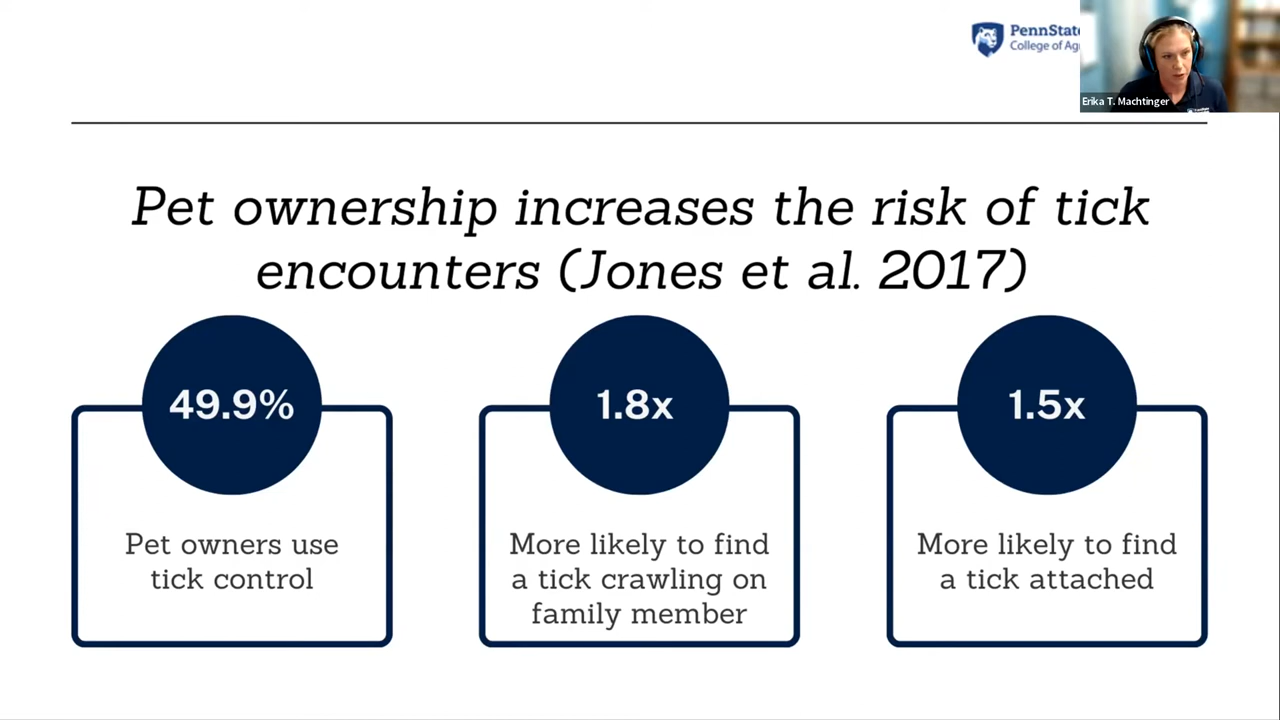 PennState
College of Ag
Erika T. Machtinger
Pet ownership increases the risk of tick
encounters (Jones et al. 2017)
49.9%
1.8x
1.5x
Pet owners use
tick control
More likely to find
a tick crawling on
family member
More likely to find
a tick attached